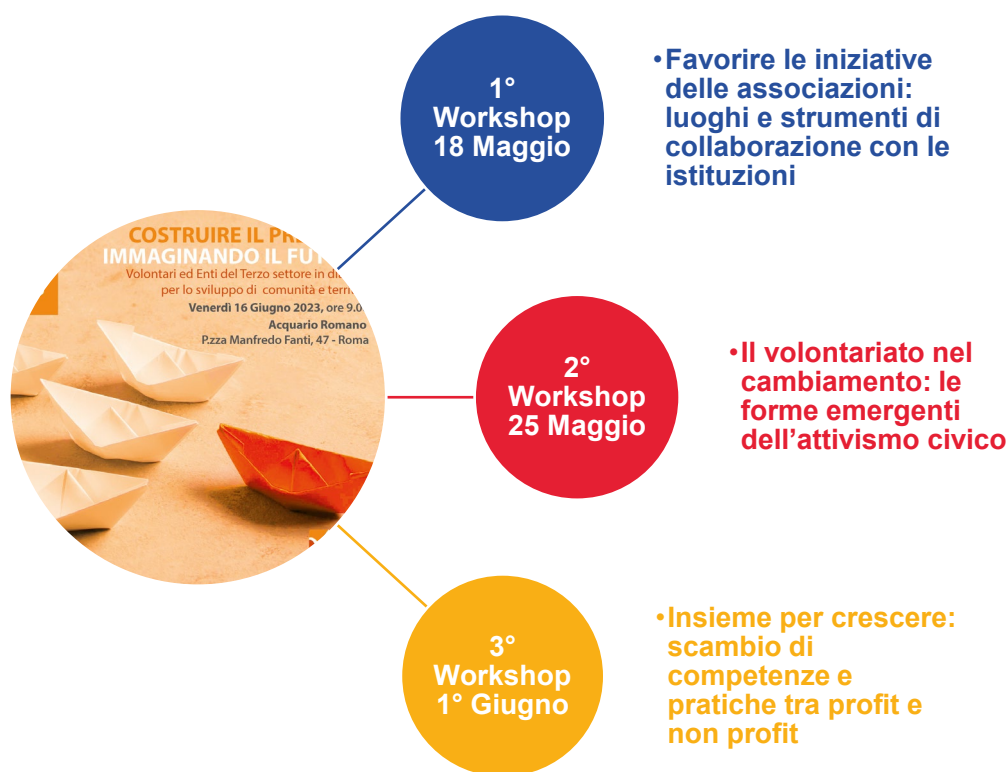 1°
Workshop
18 Maggio
•Favorire le iniziative
delle associazioni:
luoghi e strumenti di
collaborazione con le
istituzioni
COSTRUIRE IL
IMMAGINANDO IL
Volontari ed Enti del Terzo settore in
per lo sviluppo di comunità e
Venerdì 16 Giugno 2023, ore
Acquario Romano
P.zza Manfredo Fanti, 47 - Roma
2°
Workshop
25 Maggio
•Il volontariato nel
cambiamento: le
forme emergenti
dell’attivismo civico
3°
Workshop
1° Giugno
•Insieme per crescere:
scambio di
competenze e
pratiche tra profit e
non profit